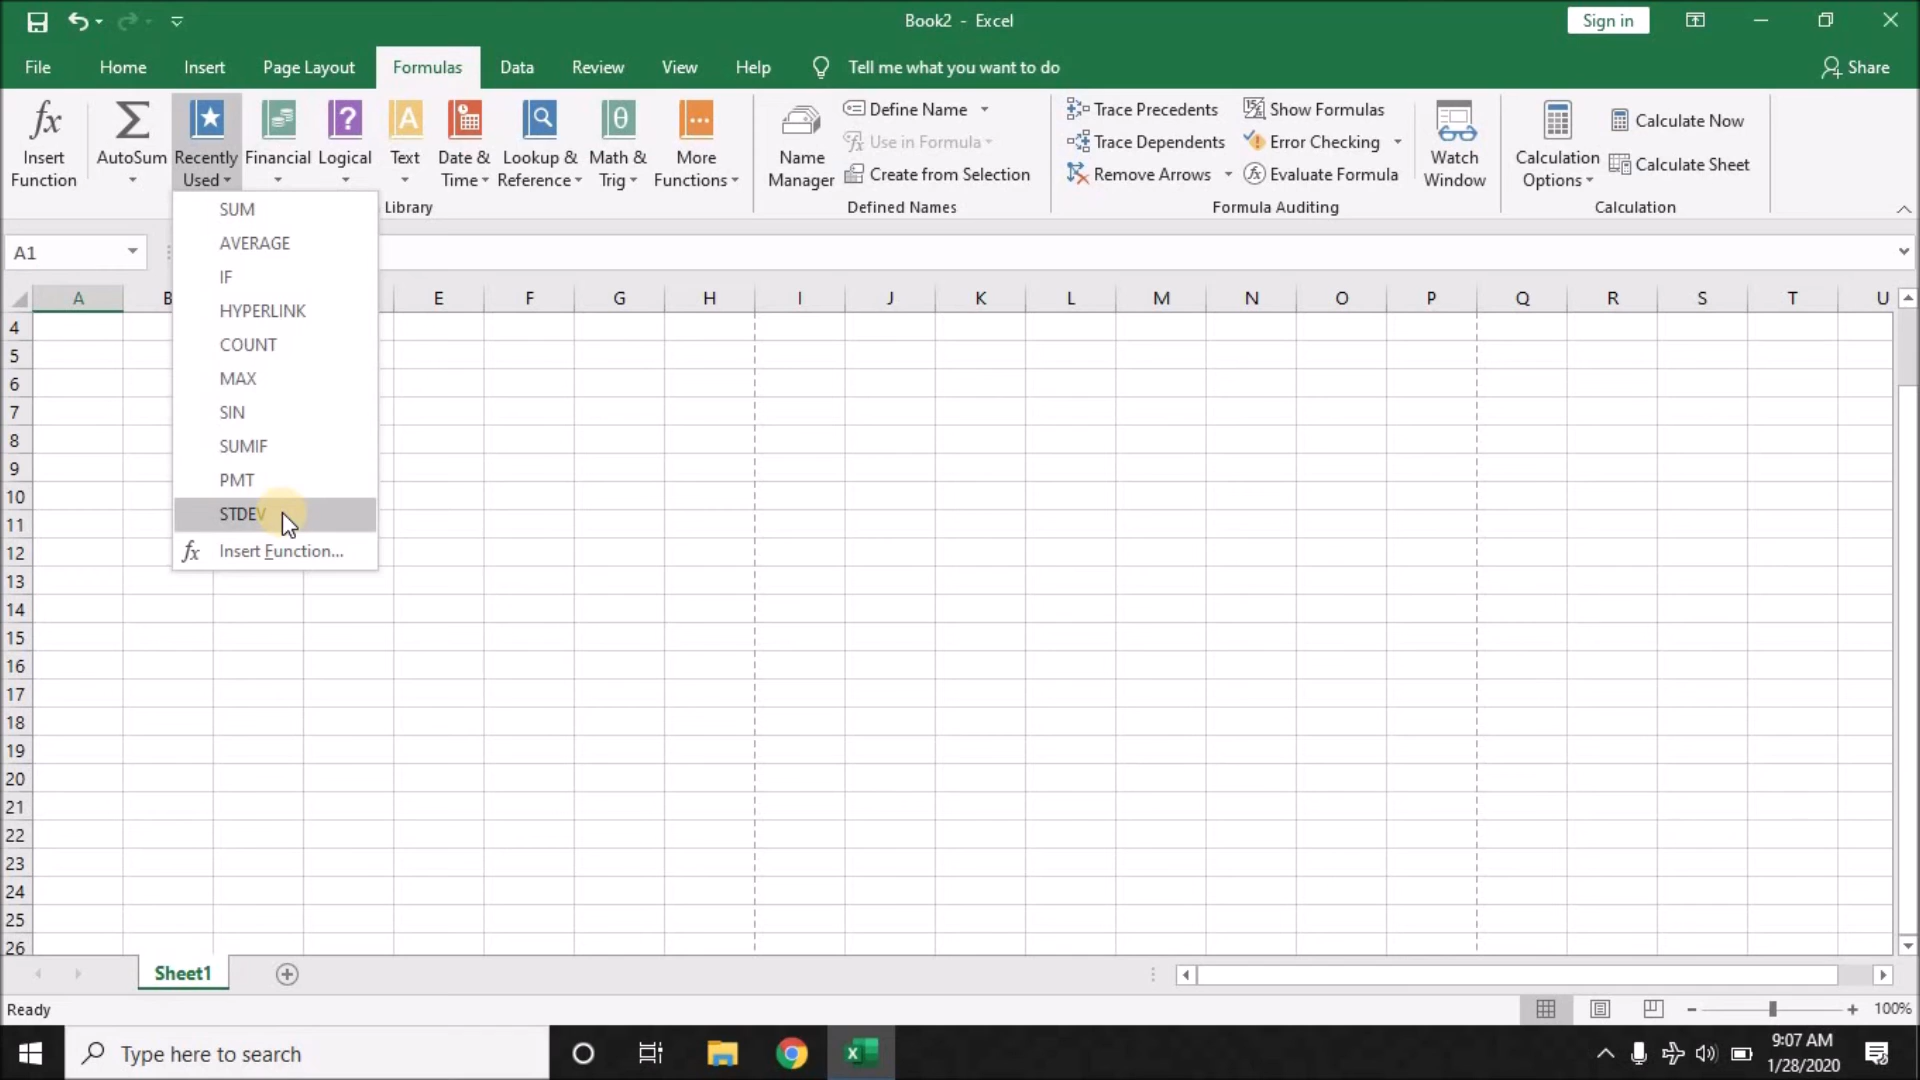 Book2 - Excel
Sign in
File Home Insert Page Layout Formulas Data Review View Help Tell me what you want to do Share
Insert Function
AutoSum
Recently Used
Financial
Logical
Text
Date & Time
Lookup & Reference
Math & Trig
More Functions
Library
Name Manager
Define Name
Use in Formula
Create from Selection
Defined Names
Trace Precedents
Trace Dependents
Remove Arrows
Show Formulas
Error Checking
Evaluate Formula
Formula Auditing
Watch Window
Calculation Options
Calculate Now
Calculate Sheet
Calculation
A1
SUM
AVERAGE
IF
HYPERLINK
COUNT
MAX
SIN
SUMIF
PMT
STDEV
fx Insert Function...
A B E F G H I J K L M N O P Q R S T U
4
5
6
7
8
9
10
11
12
13
14
15
16
17
18
19
20
21
22
23
24
25
26
Sheet1
Ready
100%
Type here to search
9:07 AM
1/28/2020